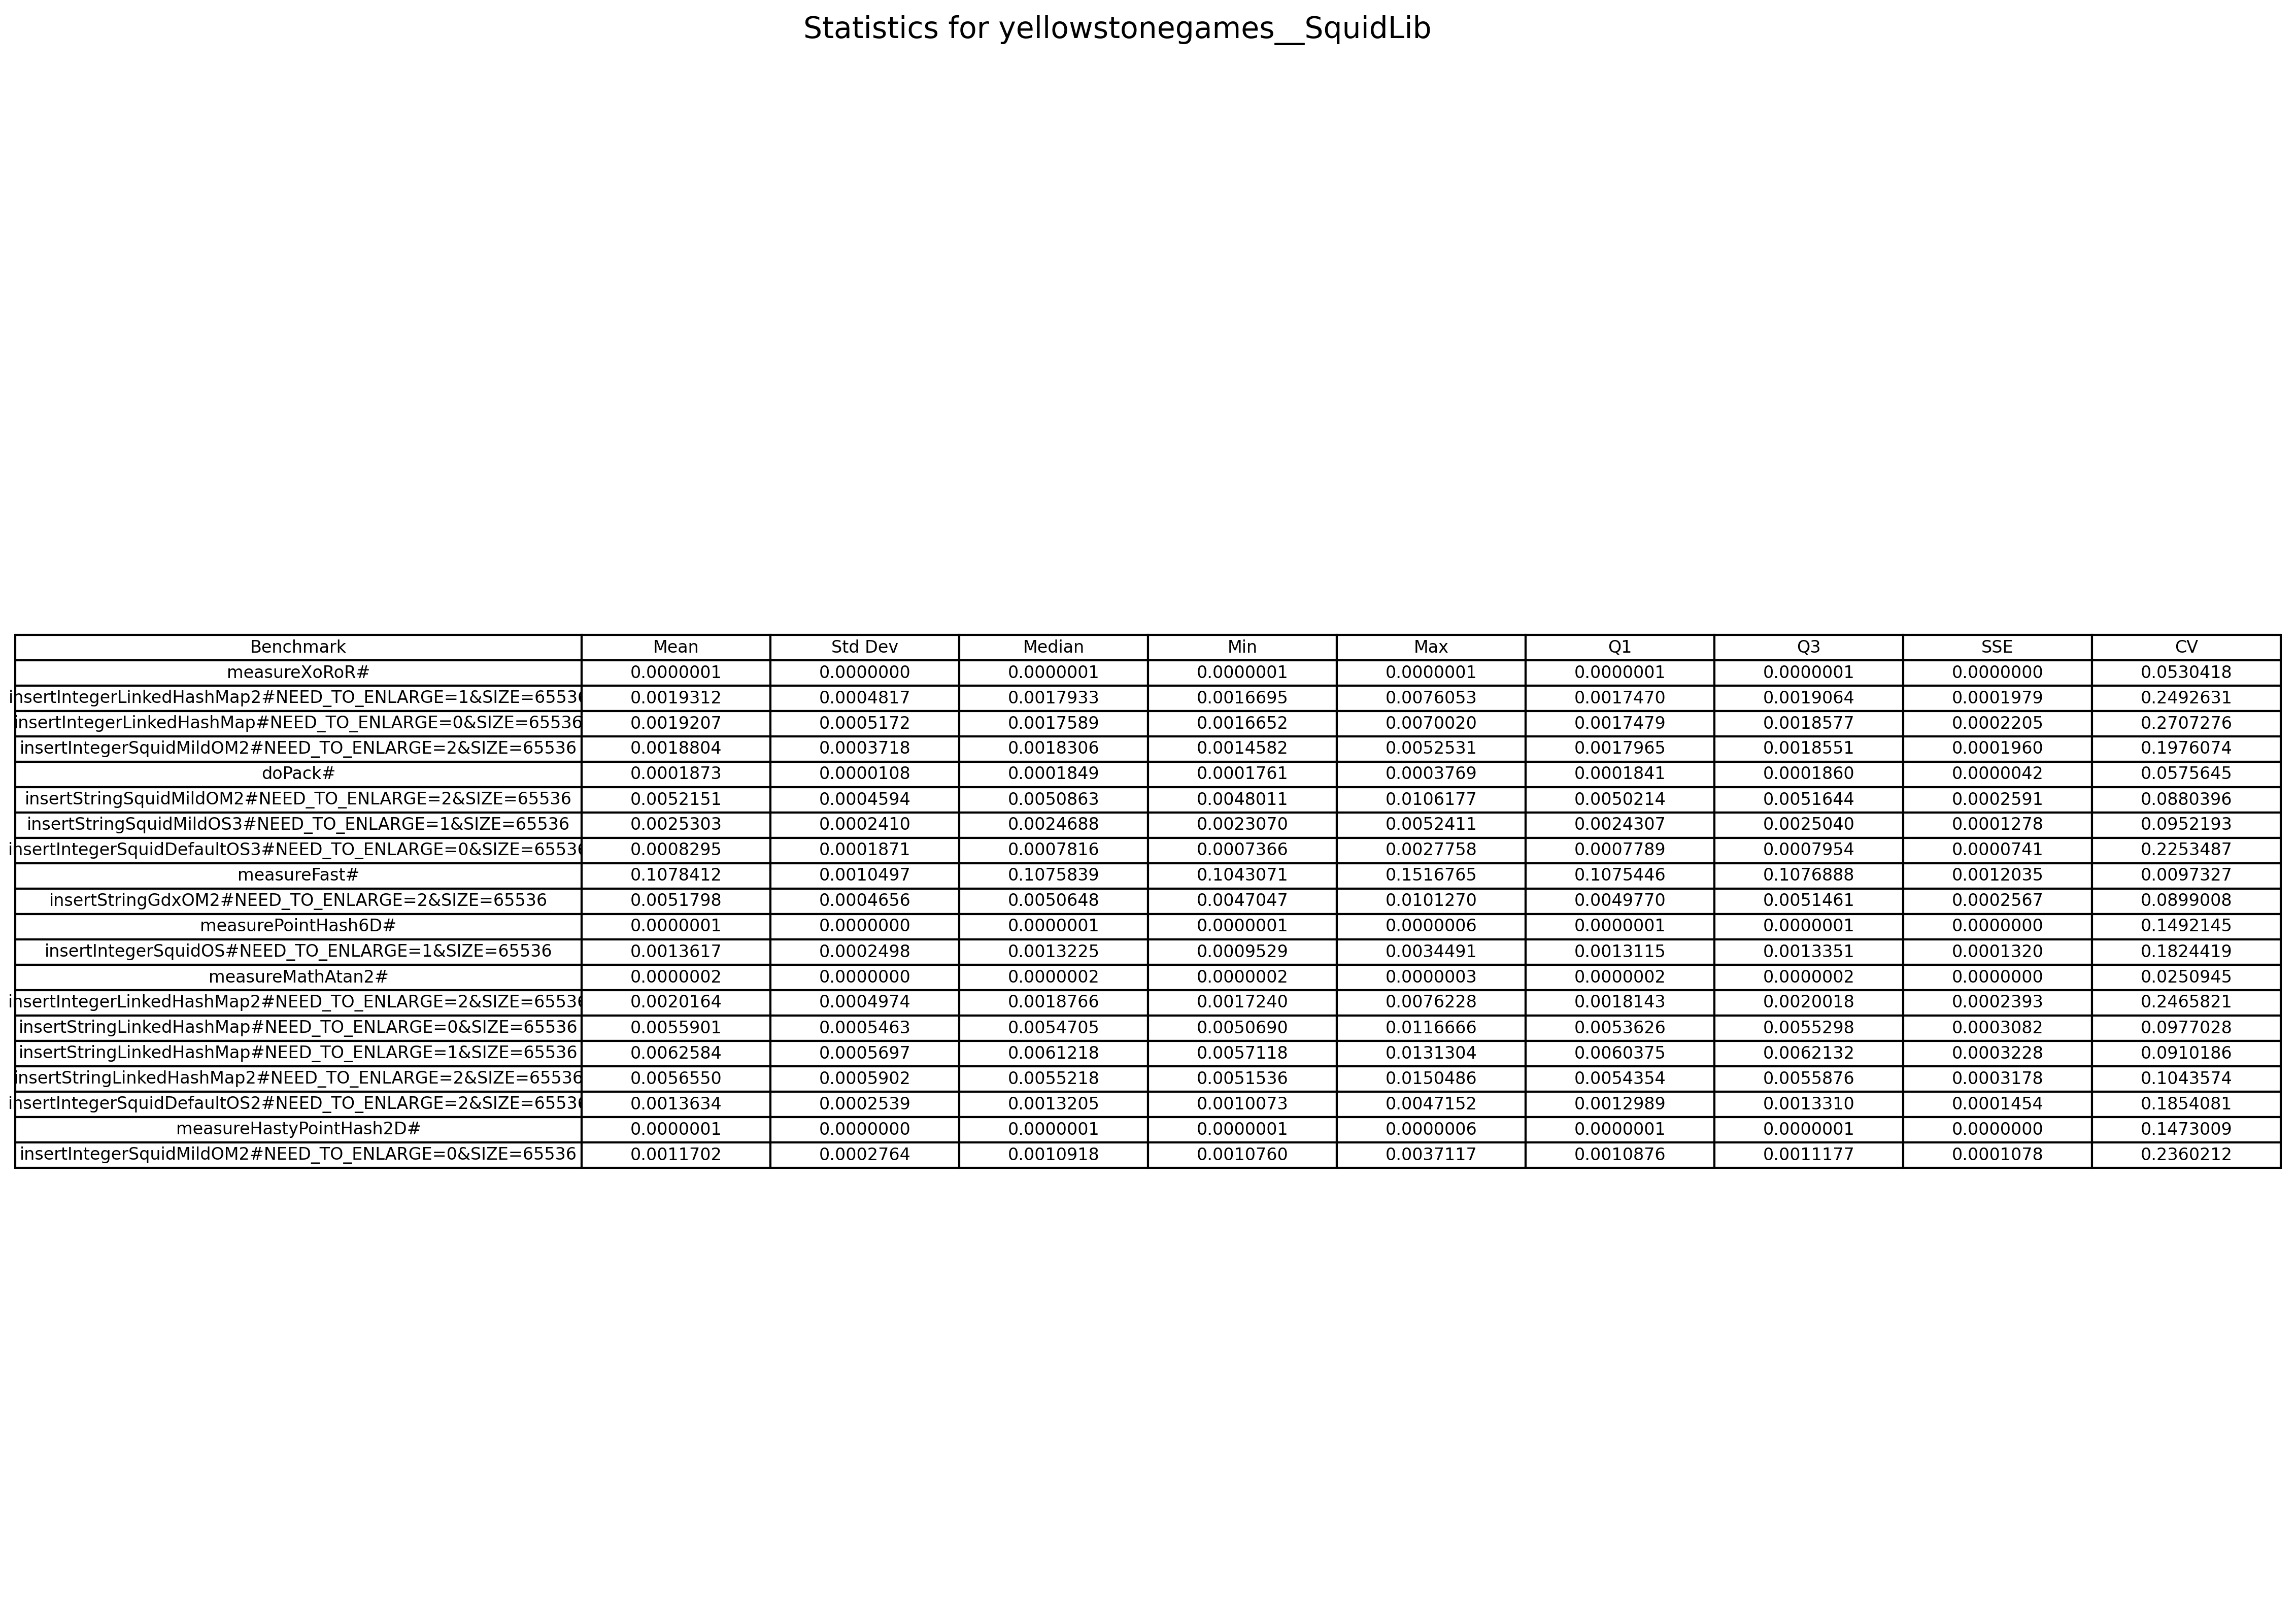 Statistics for yellowstonegames__SquidLib
Benchmark Mean Std Dev Median Min Max Q1 Q3 SSE CV
measureXoRoR# 0.0000001 0.0000000 0.0000001 0.0000001 0.0000001 0.0000001 0.0000001 0.0000000 0.0530418
insertIntegerLinkedHashMap2#NEED_TO_ENLARGE=1&SIZE=65536 0.0019312 0.0004817 0.0017933 0.0016695 0.0076053 0.0017470 0.0019064 0.0001979 0.2492631
insertIntegerLinkedHashMap#NEED_TO_ENLARGE=0&SIZE=65536 0.0019207 0.0005172 0.0017589 0.0016652 0.0070020 0.0017479 0.0018577 0.0002205 0.2707276
insertIntegerSquidMildOM2#NEED_TO_ENLARGE=2&SIZE=65536 0.0018804 0.0003718 0.0018306 0.0014582 0.0052531 0.0017965 0.0018551 0.0001960 0.1976074
doPack# 0.0001873 0.0000108 0.0001849 0.0001761 0.0003769 0.0001841 0.0001860 0.0000042 0.0575645
insertStringSquidMildOM2#NEED_TO_ENLARGE=2&SIZE=65536 0.0052151 0.0004594 0.0050863 0.0048011 0.0106177 0.0050214 0.0051644 0.0002591 0.0880396
insertStringSquidMildOS3#NEED_TO_ENLARGE=1&SIZE=65536 0.0025303 0.0002410 0.0024688 0.0023070 0.0052411 0.0024307 0.0025040 0.0001278 0.0952193
insertIntegerSquidDefaultOS3#NEED_TO_ENLARGE=0&SIZE=65536 0.0008295 0.0001871 0.0007816 0.0007366 0.0027758 0.0007789 0.0007954 0.0000741 0.2253487
measureFast# 0.1078412 0.0010497 0.1075839 0.1043071 0.1516765 0.1075446 0.1076888 0.0012035 0.0097327
insertStringGdxOM2#NEED_TO_ENLARGE=2&SIZE=65536 0.0051798 0.0004656 0.0050648 0.0047047 0.0101270 0.0049770 0.0051461 0.0002567 0.0899008
measurePointHash6D# 0.0000001 0.0000000 0.0000001 0.0000001 0.0000006 0.0000001 0.0000001 0.0000000 0.1492145
insertIntegerSquidOS#NEED_TO_ENLARGE=1&SIZE=65536 0.0013617 0.0002498 0.0013225 0.0009529 0.0034491 0.0013115 0.0013351 0.0001320 0.1824419
measureMathAtan2# 0.0000002 0.0000000 0.0000002 0.0000002 0.0000003 0.0000002 0.0000002 0.0000000 0.0250945
insertIntegerLinkedHashMap2#NEED_TO_ENLARGE=2&SIZE=65536 0.0020164 0.0004974 0.0018766 0.0017240 0.0076228 0.0018143 0.0020018 0.0002393 0.2465821
insertStringLinkedHashMap#NEED_TO_ENLARGE=0&SIZE=65536 0.0055901 0.0005463 0.0054705 0.0050690 0.0116666 0.0053626 0.0055298 0.0003082 0.0977028
insertStringLinkedHashMap#NEED_TO_ENLARGE=1&SIZE=65536 0.0062584 0.0005697 0.0061218 0.0057118 0.0131304 0.0060375 0.0062132 0.0003228 0.0910186
insertStringLinkedHashMap2#NEED_TO_ENLARGE=2&SIZE=65536 0.0056550 0.0005902 0.0055218 0.0051536 0.0150486 0.0054354 0.0055876 0.0003178 0.1043574
insertIntegerSquidDefaultOS2#NEED_TO_ENLARGE=2&SIZE=65536 0.0013634 0.0002539 0.0013205 0.0010073 0.0047152 0.0012989 0.0013310 0.0001454 0.1854081
measureHastyPointHash2D# 0.0000001 0.0000000 0.0000001 0.0000001 0.0000006 0.0000001 0.0000001 0.0000000 0.1473009
insertIntegerSquidMildOM2#NEED_TO_ENLARGE=0&SIZE=65536 0.0011702 0.0002764 0.0010918 0.0010760 0.0037117 0.0010876 0.0011177 0.0001078 0.2360212